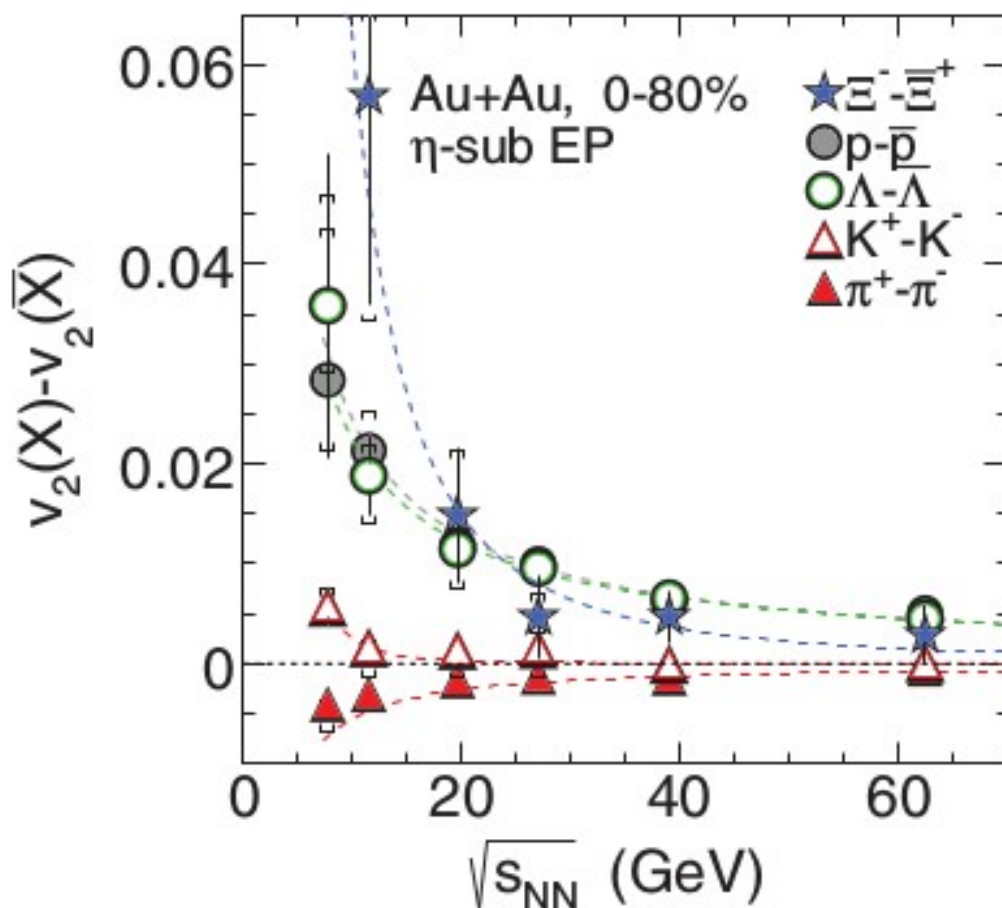 0.06
0.04
0.02
0
v₂(X)-v₂(X̅)
Au+Au, 0-80%
η-sub EP
Ξ⁻-Ξ̅⁺
p-p̅
Λ-Λ̅
K⁺-K⁻
π⁺-π⁻
0 20 40 60
√sNN (GeV)